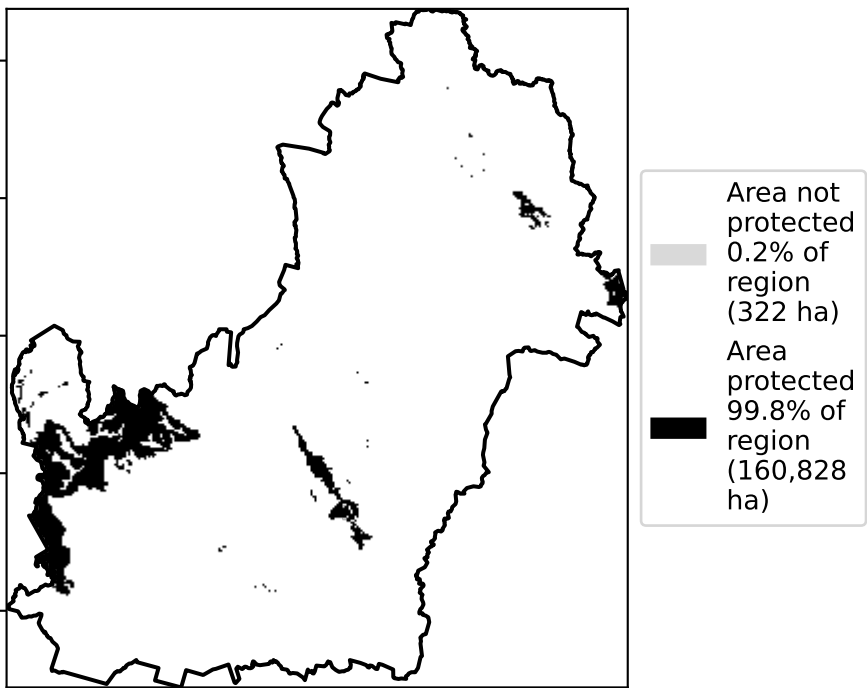 Area not
protected
0.2% of
region
(322 ha)
Area
protected
99.8% of
region
(160,828
ha)